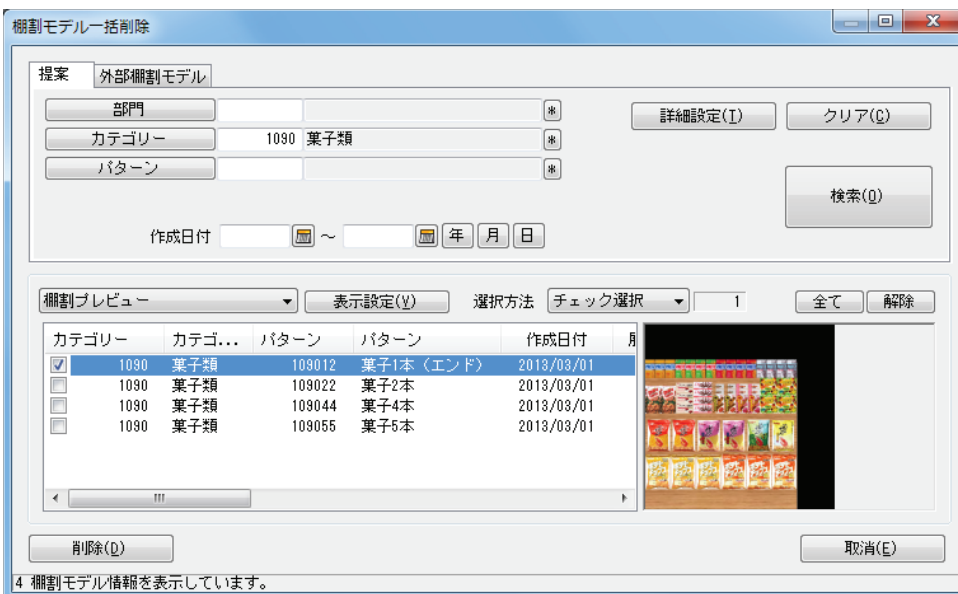 棚割モデル一括削除
提案 外部棚割モデル
部門 * 詳細設定(I) クリア(C)
カテゴリー 1090 菓子類 *
パターン *
検索(Q)
作成日付 ～ 年 月 日
棚割プレビュー 表示設定(V) 選択方法 チェック選択 1 全て 解除
カテゴリー カテゴ... パターン パターン 作成日付
1090 菓子類 109012 菓子1本（エンド） 2013/03/01
1090 菓子類 109022 菓子2本 2013/03/01
1090 菓子類 109044 菓子4本 2013/03/01
1090 菓子類 109055 菓子5本 2013/03/01
削除(D) 取消(E)
4 棚割モデル情報を表示しています。